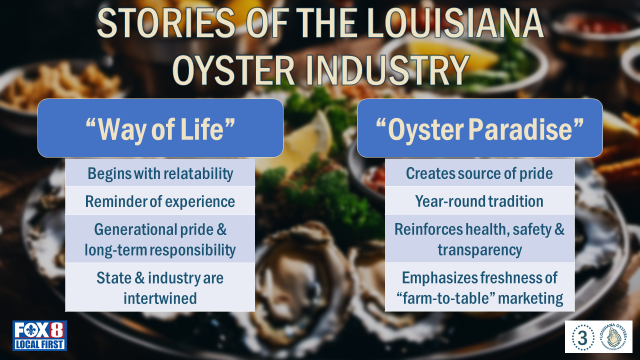 STORIES OF THE LOUISIANA
OYSTER INDUSTRY
“Way of Life”
Begins with relatability
Reminder of experience
Generational pride &
long-term responsibility
State & industry are
intertwined
“Oyster Paradise”
Creates source of pride
Year-round tradition
Reinforces health, safety &
transparency
Emphasizes freshness of
“farm-to-table” marketing
FOX 8
LOCAL FIRST
3
LOUISIANA OYSTERS